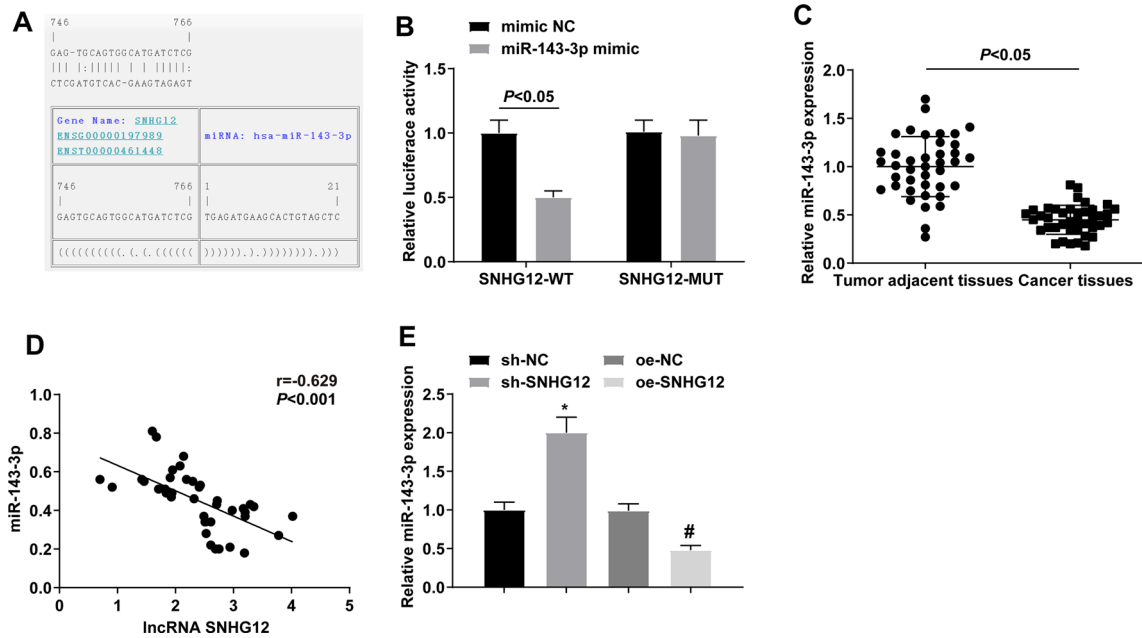 A
746 766
| |
GAG-TGCAGTGGCATGATCTCG
||| |:||||| | | |||||:
CTCGATGTCAC-GAAGTAGAGT
Gene Name: SNHG12
ENSG00000197989
ENST00000461448
miRNA: hsa-miR-143-3p
746 766
| |
GAGTGCAGTGGCATGATCTCG
1 21
| |
TGAGATGAAGCACTGTAGCTC
((((((((((.(.(.((((((
)))))).).)))))))).)))
B
mimic NC
miR-143-3p mimic
Relative luciferace activity
1.5
1.0
0.5
0.0
P<0.05
SNHG12-WT SNHG12-MUT
C
P<0.05
Relative miR-143-3p expression
2.0
1.5
1.0
0.5
0.0
Tumor adjacent tissues Cancer tissues
D
r=-0.629
P<0.001
miR-143-3p
1.0
0.8
0.6
0.4
0.2
0.0
0 1 2 3 4 5
lncRNA SNHG12
E
sh-NC oe-NC
sh-SNHG12 oe-SNHG12
Relative miR-143-3p expression
2.5
2.0
1.5
1.0
0.5
0.0
*
#